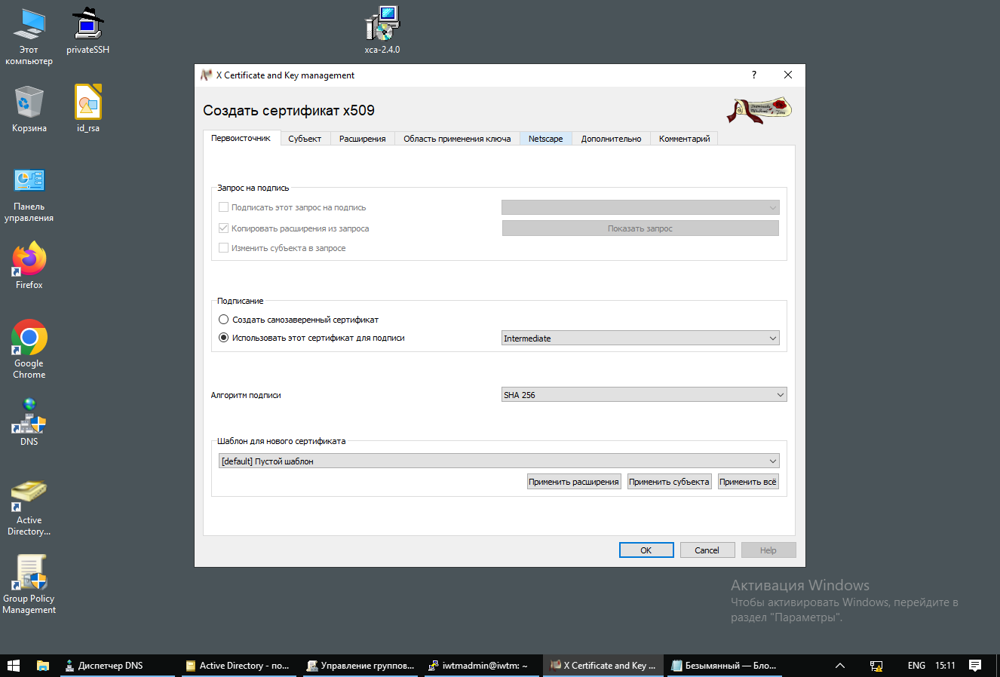 Этот
компьютер
privateSSH
xca-2.4.0
Корзина
id_rsa
Панель
управления
Firefox
Google
Chrome
DNS
Active
Directory...
Group Policy
Management
X Certificate and Key management
?
Создать сертификат x509
Первоисточник
Субъект
Расширения
Область применения ключа
Netscape
Дополнительно
Комментарий
Запрос на подпись
Подписать этот запрос на подпись
Копировать расширения из запроса
Показать запрос
Изменить субъекта в запросе
Подписание
Создать самозаверенный сертификат
Использовать этот сертификат для подписи
Intermediate
Алгоритм подписи
SHA 256
Шаблон для нового сертификата
[default] Пустой шаблон
Применить расширения
Применить субъекта
Применить всё
OK
Cancel
Help
Активация Windows
Чтобы активировать Windows, перейдите в
раздел "Параметры".
Диспетчер DNS
Active Directory - по...
Управление группов...
iwtmadmin@iwtm: ~
X Certificate and Key ...
Безымянный — Бло...
ENG
15:11